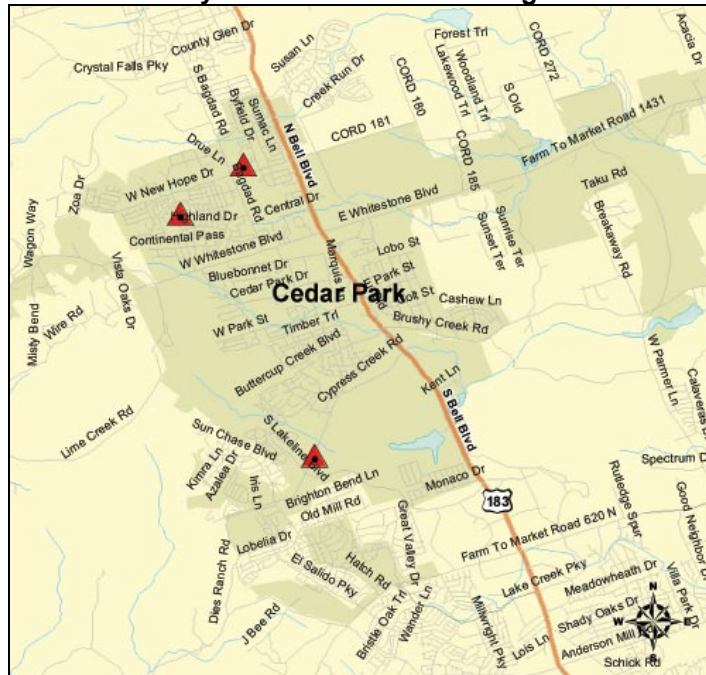 County Glen Dr
Crystal Falls Pky
Susan Ln
Creek Run Dr
Forest Trl
Woodland Trl
Lakewood Trl
CORD 272
Acacia Dr
S Bagdad Rd
Byfield Dr
Sumac Ln
N Bell Blvd
CORD 180
CORD 181
S Old
CORD 185
Farm To Market Road 1431
Drue Ln
Bagdad Rd
Zoa Dr
W New Hope Dr
Highland Dr
Central Dr
E Whitestone Blvd
Taku Rd
Breakaway Rd
Continental Pass
W Whitestone Blvd
Marquis
Lobo St
Sunset Ter
Sunrise Ter
Wagon Way
Vista Oaks Dr
Bluebonnet Dr
Cedar Park Dr
E Park St
Cedar Park
Cashew Ln
Misty Bend
Wire Rd
W Park St
Timber Trl
Brushy Creek Rd
Buttercup Creek Blvd
Cypress Creek Rd
Kent Ln
W Parmer Ln
S Bell Blvd
Lime Creek Rd
Sun Chase Blvd
S Lakeline Blvd
Kimra Ln
Azalea Dr
Iris Ln
Brighton Bend Ln
Monaco Dr
Spectrum D
183
Old Mill Rd
Great Valley Dr
Rutledge Spur
Good Neighbor D
Lobelia Dr
Farm To Market Road 620 N
Hatch Rd
El Salido Pky
Dies Ranch Rd
Lake Creek Pky
Meadowheath Dr
Villa Park Dr
J Bee Rd
Bristle Oak Trl
Wander Ln
Millwright Pky
Lois Ln
Shady Oaks Dr
Anderson Mill
Schick Rd
N
W
E
S